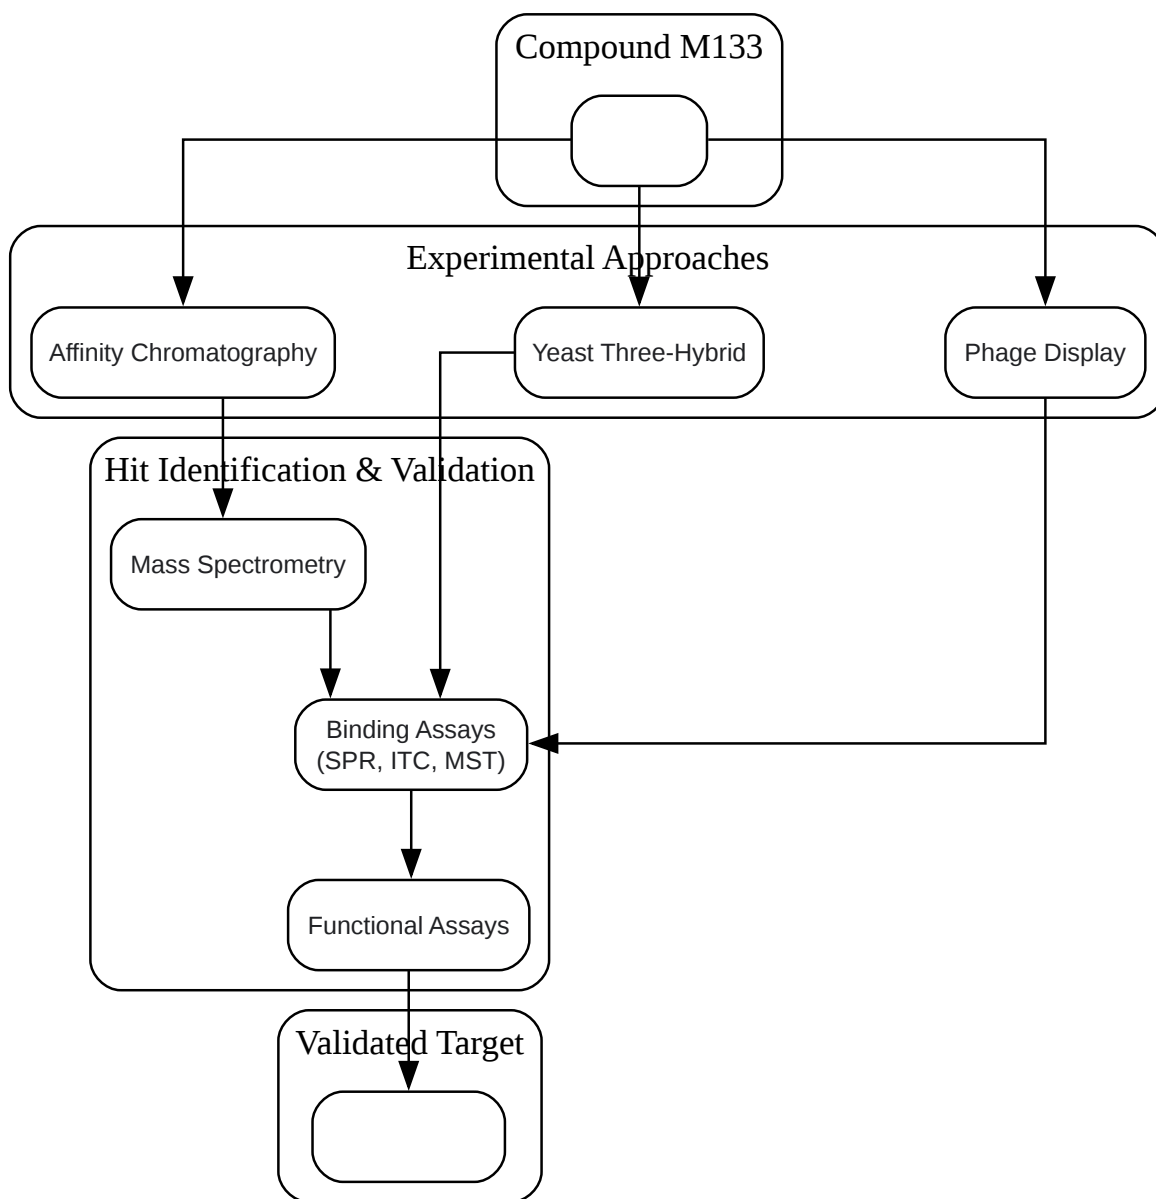 Compound M133
Experimental Approaches
Affinity Chromatography
Yeast Three-Hybrid
Phage Display
Hit Identification & Validation
Mass Spectrometry
Binding Assays
(SPR, ITC, MST)
Functional Assays
Validated Target